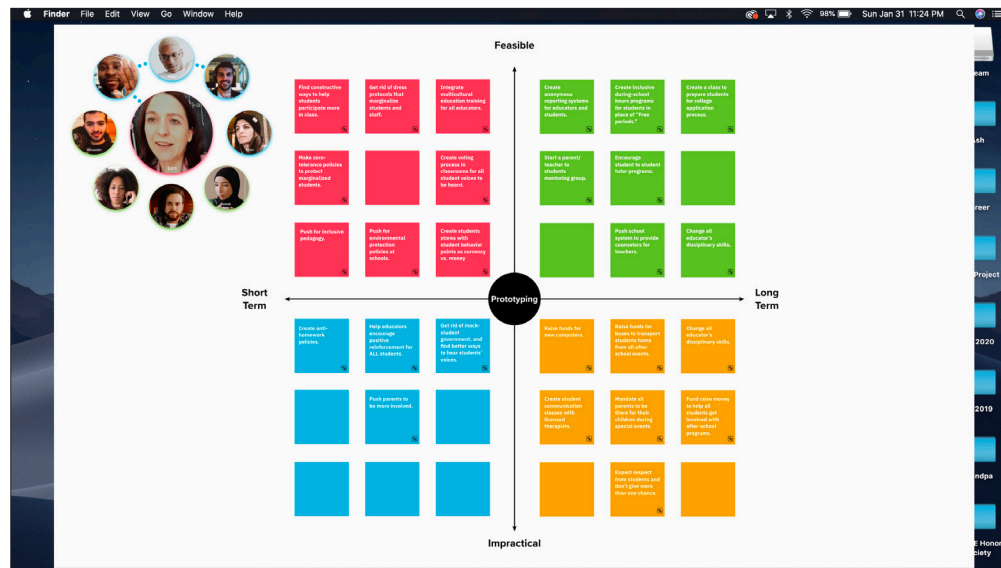 Finder File Edit View Go Window Help
98% Sun Jan 31 11:24 PM
Feasible
Find constructive
ways to help
students
participate more
in class.
Get rid of dress
protocols that
marginalize
students and
staff.
Integrate
multicultural
education training
for all educators.
Create
anonymous
reporting systems
for educators and
students.
Create inclusive
during-school
hours programs
for students in
place of "Free
periods."
Create a class to
prepare students
for college
application
process.
Make zero-
tolerance policies
to protect
marginalized
students.
Create voting
process in
classrooms for all
student voices to
be heard.
Start a parent/
teacher to
students
mentoring group.
Encourage
student to student
tutor programs.
Push for inclusive
pedagogy.
Push for
environmental
protection
policies at
schools.
Create students
stores with
student behavior
points as currency
vs. money
Push school
system to provide
counselors for
teachers.
Change all
educator's
disciplinary skills.
Short
Term
Prototyping
Long
Term
Create anti-
homework
policies.
Help educators
encourage
positive
reinforcement for
ALL students.
Get rid of mock-
student
government, and
find better ways
to hear students'
voices.
Raise funds for
new computers.
Raise funds for
buses to transport
students home
from all after
school events.
Change all
educator's
disciplinary skills.
Push parents to
be more involved.
Create student
communication
classes with
licensed
therapists.
Mandate all
parents to be
there for their
children during
special events.
Fund raise money
to help all
students get
involved with
after-school
programs.
Expect respect
from students and
don't give more
than one chance.
Impractical
Lori
eam
sh
reer
Project
2020
2019
ndpa
E Honor
ciety